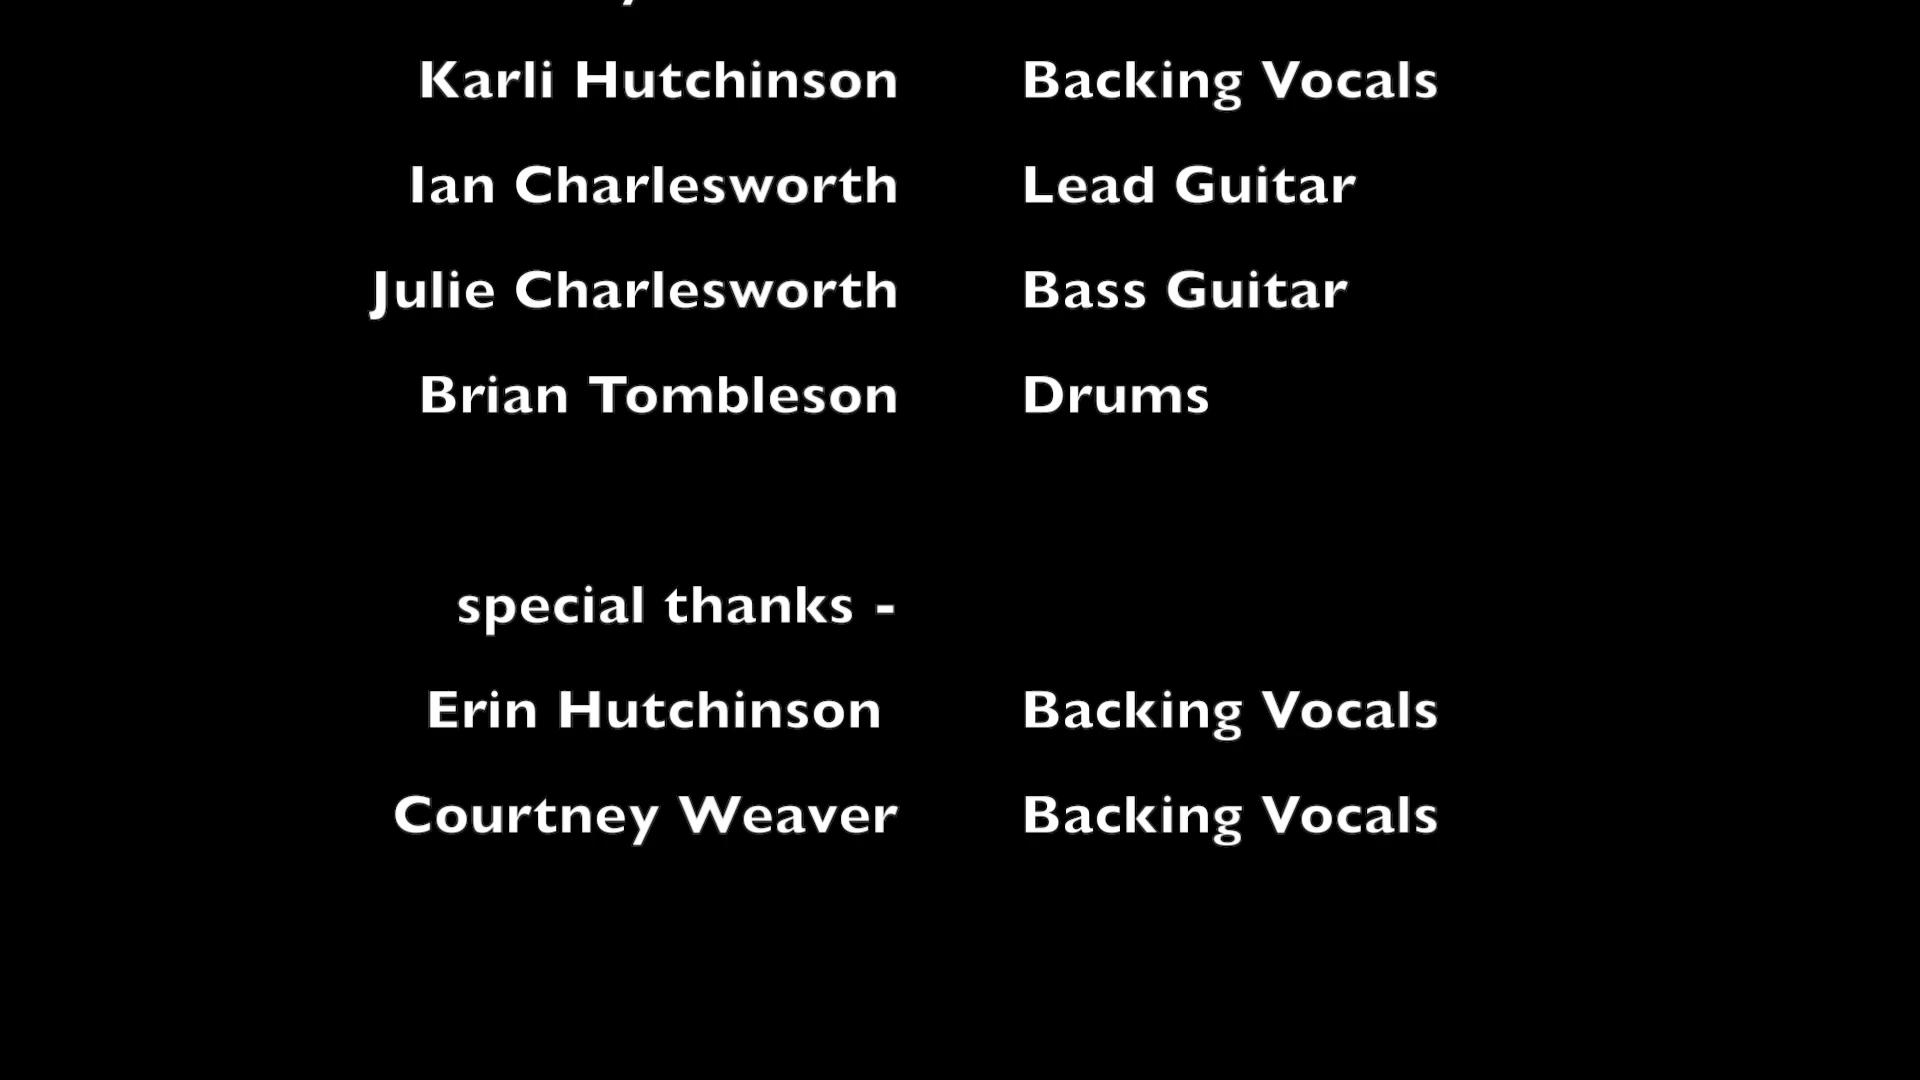 Karli Hutchinson Backing Vocals
Ian Charlesworth Lead Guitar
Julie Charlesworth Bass Guitar
Brian Tombleson Drums
special thanks -
Erin Hutchinson Backing Vocals
Courtney Weaver Backing Vocals